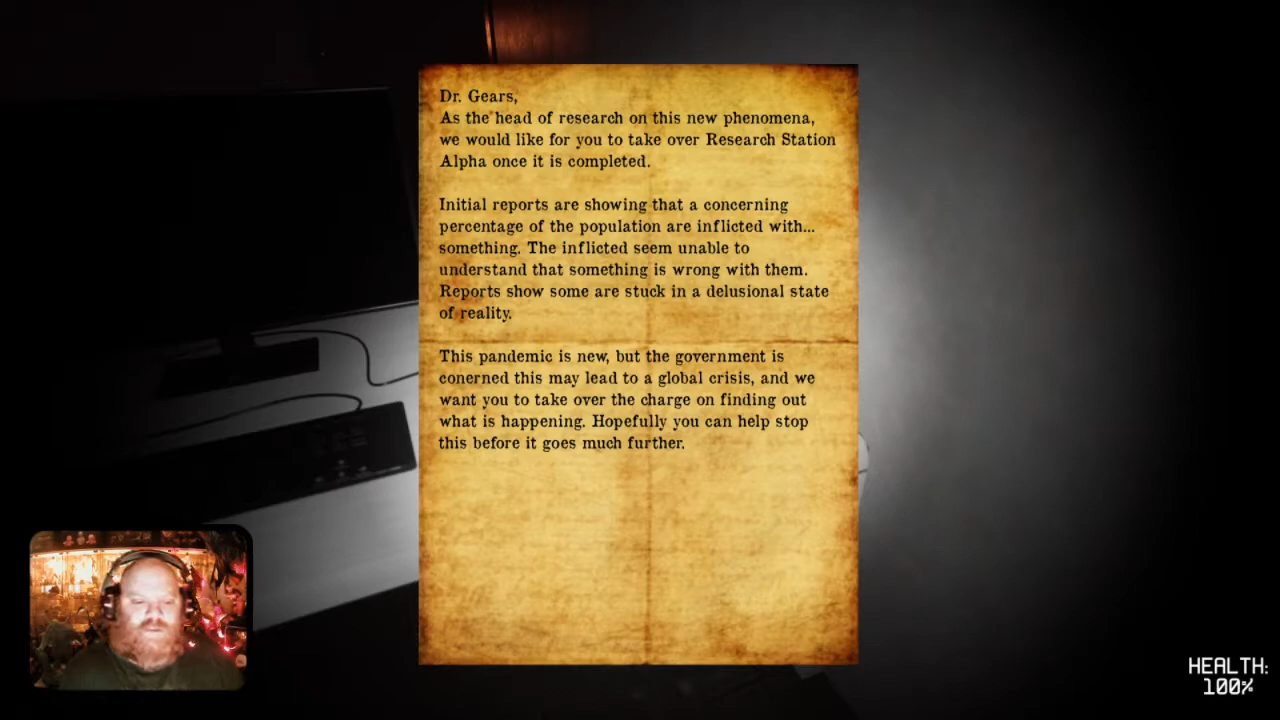 Dr. Gears,
As the head of research on this new phenomena,
we would like for you to take over Research Station
Alpha once it is completed.
Initial reports are showing that a concerning
percentage of the population are inflicted with...
something. The inflicted seem unable to
understand that something is wrong with them.
Reports show some are stuck in a delusional state
of reality.
This pandemic is new, but the government is
conerned this may lead to a global crisis, and we
want you to take over the charge on finding out
what is happening. Hopefully you can help stop
this before it goes much further.
HEALTH:
100%